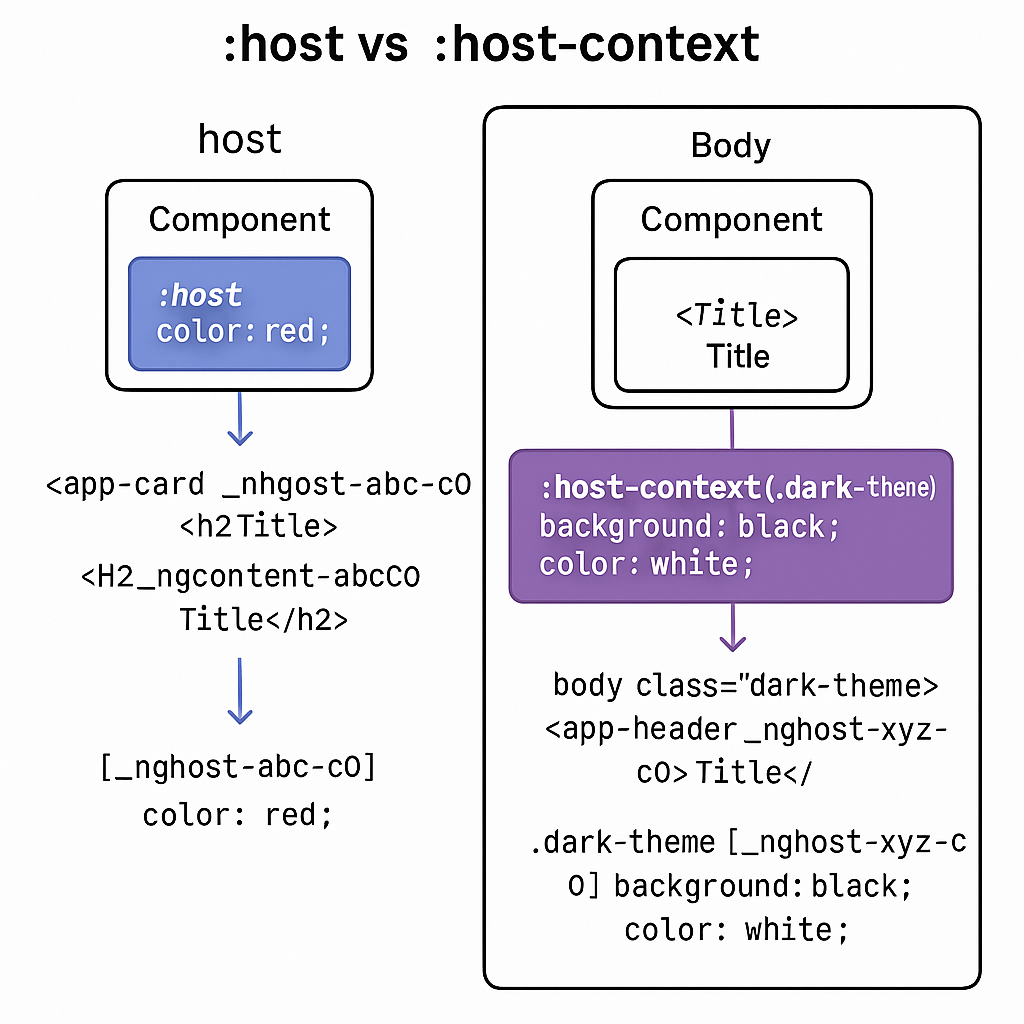 :host vs :host-context
host
Component
:host
color: red;
<app-card _nhgost-abc-cO
<h2Title>
<H2_ngcontent-abcCO
Title</h2>
[_nghost-abc-cO]
color: red;
Body
Component
<Title>
Title
:host-context(.dark-thene)
background: black;
color: white;
body class="dark-theme>
<app-header _nghost-xyz-
cO> Title</
.dark-theme [_nghost-xyz-c
O] background: black;
color: white;